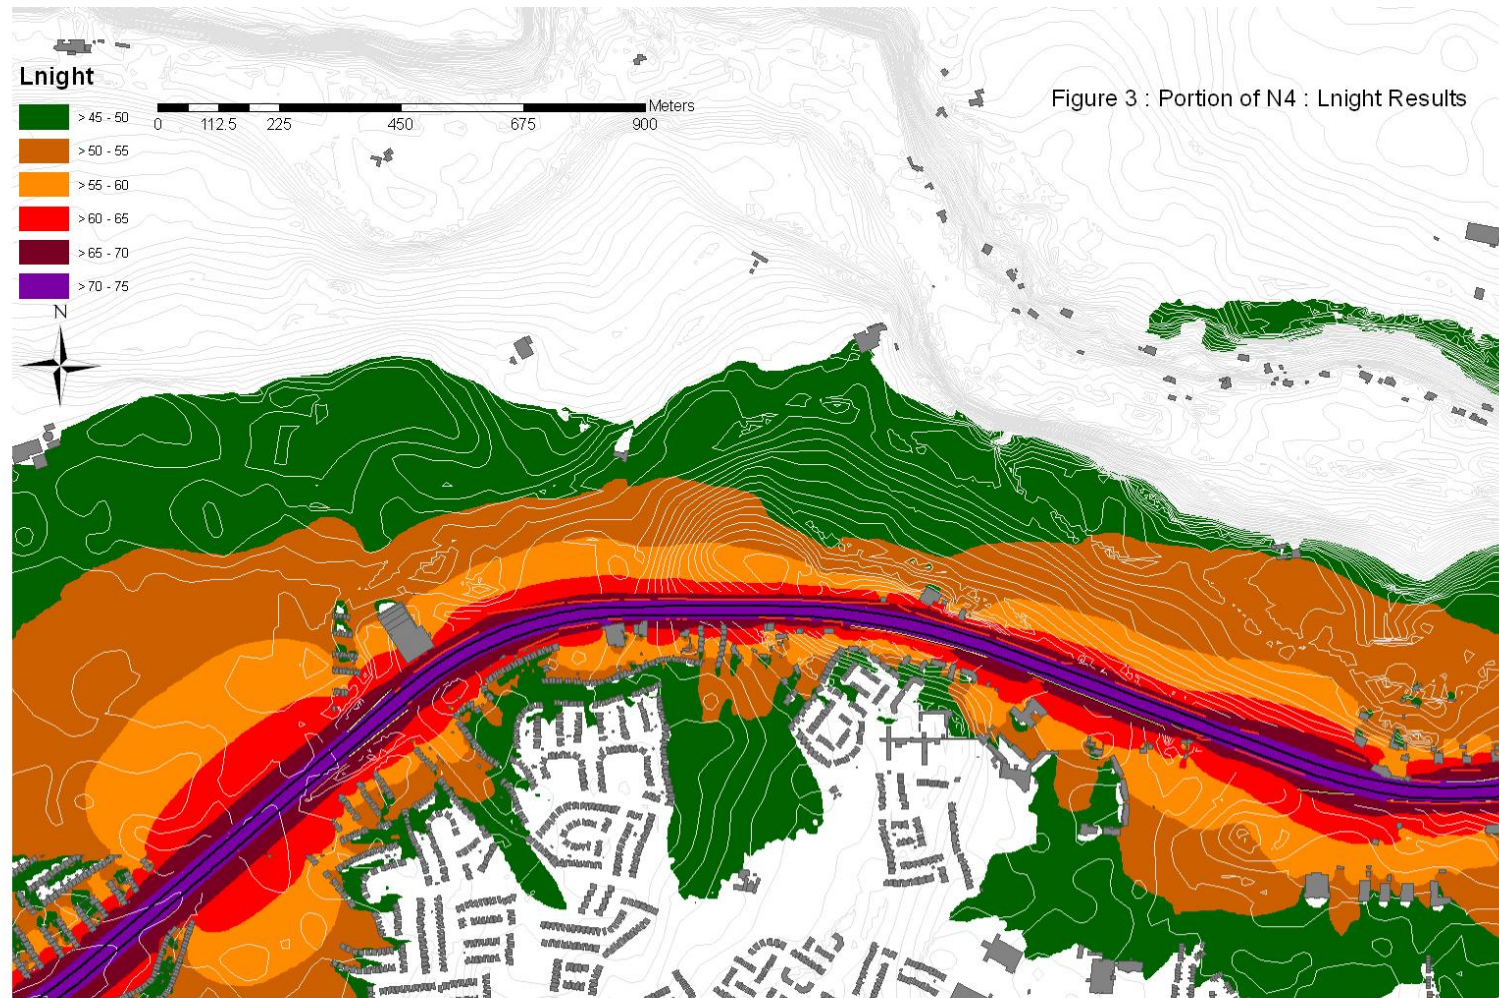 Lnight
> 45 - 50
> 50 - 55
> 55 - 60
> 60 - 65
> 65 - 70
> 70 - 75
N
Meters
0 112.5 225 450 675 900
Figure 3 : Portion of N4 : Lnight Results